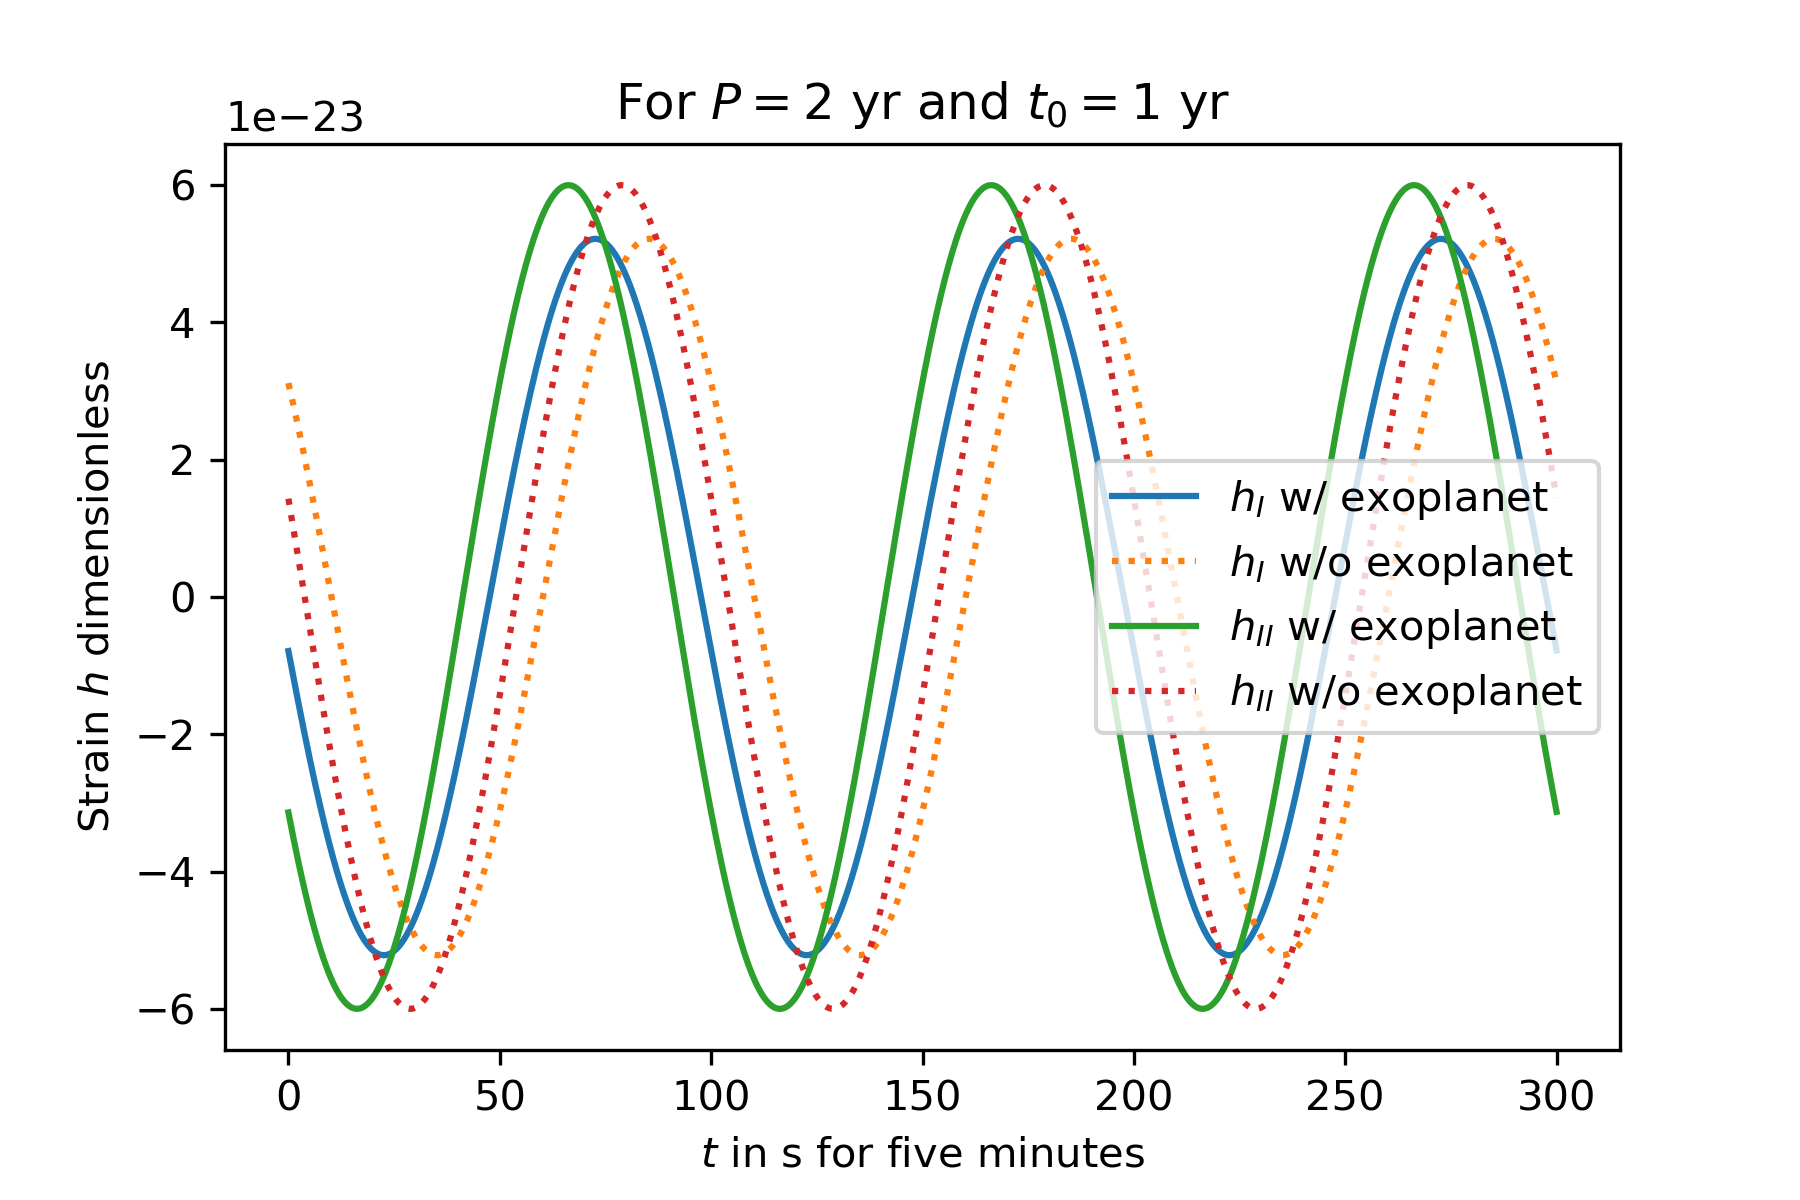 For P = 2 yr and t₀ = 1 yr
1e−23
6
4
2
0
−2
−4
−6
Strain h dimensionless
h_I w/ exoplanet
h_I w/o exoplanet
h_II w/ exoplanet
h_II w/o exoplanet
0 50 100 150 200 250 300
t in s for five minutes